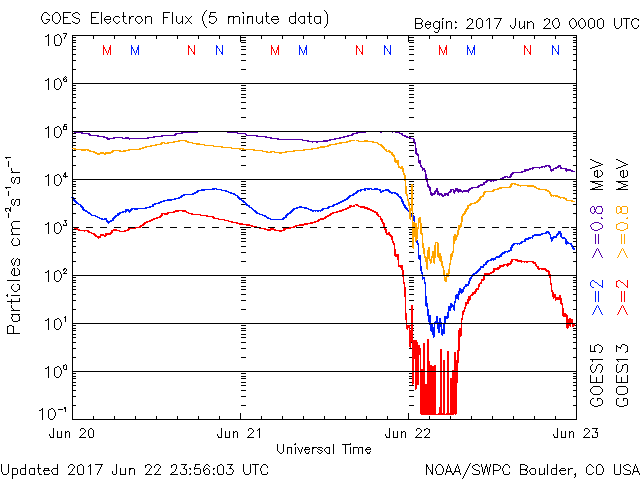 GOES Electron Flux (5 minute data)
Begin: 2017 Jun 20 0000 UTC
M M N N M M N N M M N N
10⁷
10⁶
10⁵
10⁴
10³
10²
10¹
10⁰
10⁻¹
Particles cm⁻²s⁻¹sr⁻¹
Jun 20 Jun 21 Jun 22 Jun 23
Universal Time
GOES15 >=2 >=0.8 MeV
GOES13 >=2 >=0.8 MeV
Updated 2017 Jun 22 23:56:03 UTC
NOAA/SWPC Boulder, CO USA